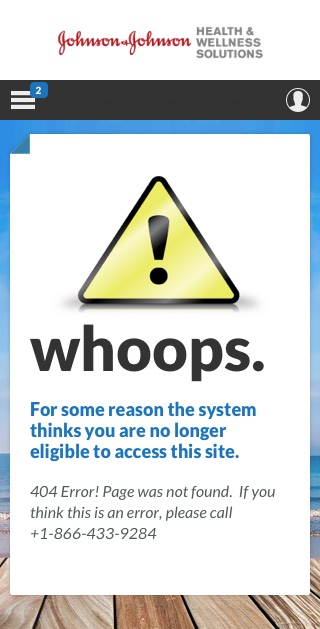 Johnson & Johnson
HEALTH &
WELLNESS
SOLUTIONS
2
whoops.
For some reason the system
thinks you are no longer
eligible to access this site.
404 Error! Page was not found. If you
think this is an error, please call
+1-866-433-9284